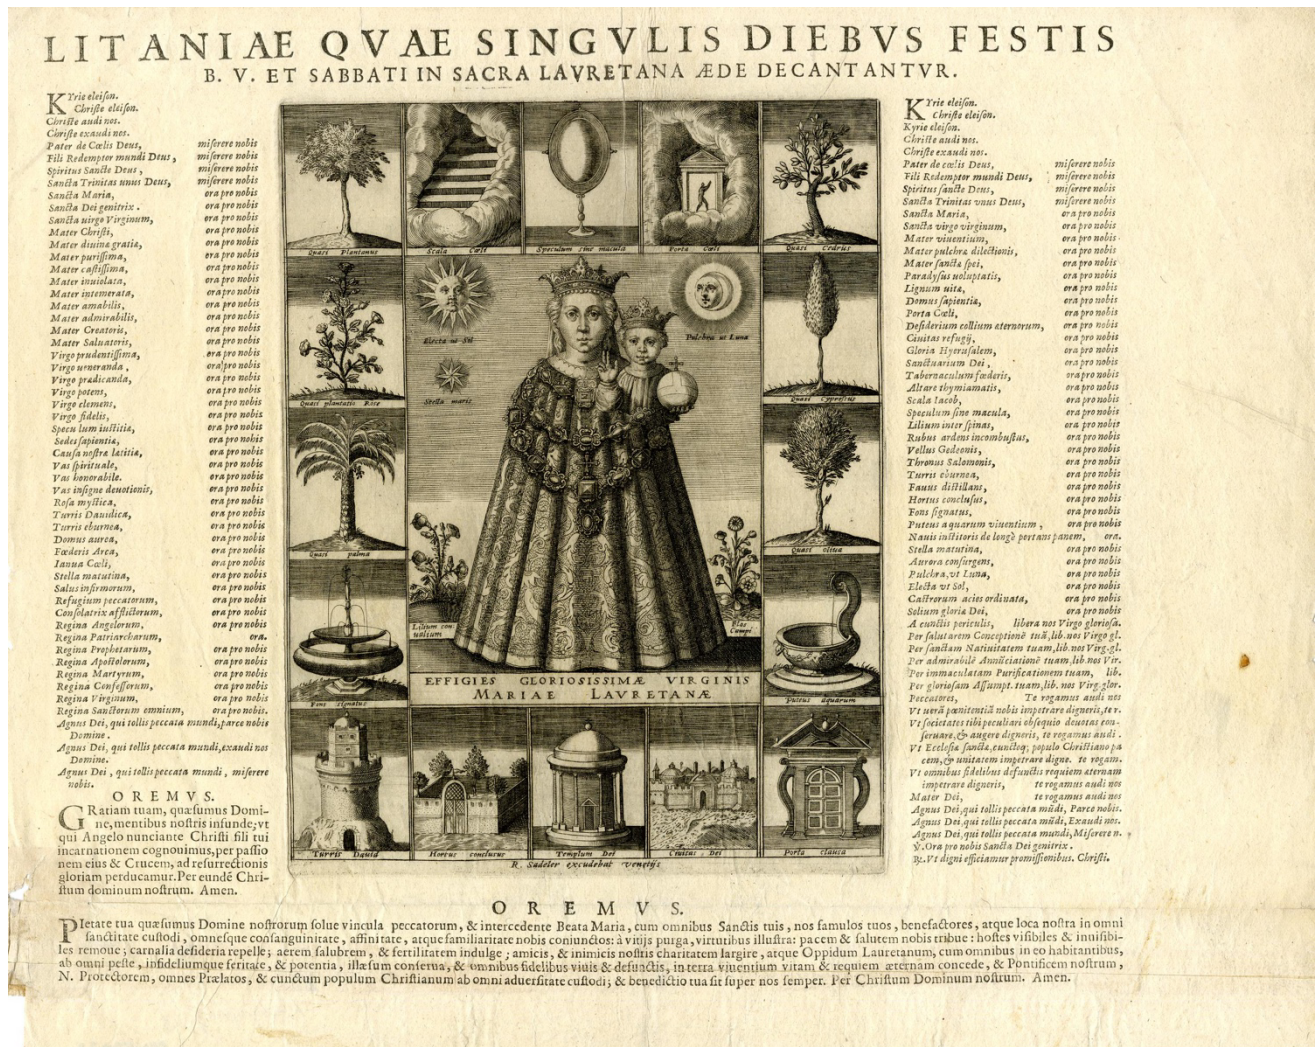 LITANIAE QVAE SINGVLIS DIEBVS FESTIS
B. V. ET SABBATI IN SACRA LAVRETANA ÆDE DECANTANTVR.
KYrie eleiſon.
Chriſte eleiſon.
Chriſte audi nos.
Chriſte exaudi nos.
Pater de Cœlis Deus, miſerere nobis
Fili Redemptor mundi Deus, miſerere nobis
Spiritus Sancte Deus, miſerere nobis
Sancta Trinitas unus Deus, miſerere nobis
Sancta Maria, ora pro nobis
Sancta Dei genitrix. ora pro nobis
Sancta uirgo Virginum, ora pro nobis
Mater Chriſti, ora pro nobis
Mater diuinæ gratiæ, ora pro nobis
Mater puriſſima, ora pro nobis
Mater caſtiſſima, ora pro nobis
Mater inuiolata, ora pro nobis
Mater intemerata, ora pro nobis
Mater amabilis, ora pro nobis
Mater admirabilis, ora pro nobis
Mater Creatoris, ora pro nobis
Mater Saluatoris, ora pro nobis
Virgo prudentiſſima, ora pro nobis
Virgo ueneranda, ora pro nobis
Virgo prædicanda, ora pro nobis
Virgo potens, ora pro nobis
Virgo clemens, ora pro nobis
Virgo fidelis, ora pro nobis
Specu lum iuſtitiæ, ora pro nobis
Sedes ſapientiæ, ora pro nobis
Cauſa noſtræ lætitiæ, ora pro nobis
Vas ſpirituale, ora pro nobis
Vas honorabile. ora pro nobis
Vas inſigne deuotionis, ora pro nobis
Roſa myſtica, ora pro nobis
Turris Dauidica, ora pro nobis
Turris eburnea, ora pro nobis
Domus aurea, ora pro nobis
Fœderis Arca, ora pro nobis
Ianua Cœli, ora pro nobis
Stella matutina, ora pro nobis
Salus infirmorum, ora pro nobis
Refugium peccatorum, ora pro nobis
Conſolatrix afflictorum, ora pro nobis
Regina Angelorum, ora pro nobis
Regina Patriarcharum, ora.
Regina Prophetarum, ora pro nobis
Regina Apoſtolorum, ora pro nobis
Regina Martyrum, ora pro nobis
Regina Confeſſorum, ora pro nobis
Regina Virginum, ora pro nobis
Regina Sanctorum omnium, ora pro nobis.
Agnus Dei, qui tollis peccata mundi, parce nobis
Domine.
Agnus Dei, qui tollis peccata mundi, exaudi nos
Domine.
Agnus Dei, qui tollis peccata mundi, miſerere
nobis.
OREMVS.
GRatiam tuam, quæſumus Domi-
ne, mentibus noſtris infunde; vt
qui Angelo nunciante Chriſti fili tui
incarnationem cognouimus, per paſſio
nem eius & Crucem, ad reſurrectionis
gloriam perducamur. Per eundẽ Chri-
ſtum dominum noſtrum. Amen.
Quaſi Plantanus
Scala Cœli
Speculum ſine macula
Porta Cœli
Quaſi Cedrus
Electa ut Sol
Pulchra ut Luna
Stella maris
Quaſi plantatio Roſæ
Quaſi Cypreſſus
Quaſi palma
Quaſi oliua
Lilium con
ualium
Flos
Campi
Fons ſignatus
Puteus aquarum
EFFIGIES GLORIOSISSIMÆ VIRGINIS
MARIAE LAVRETANÆ
Turris David
Hortus concluſus
Templum Dei
Ciuitas Dei
Porta clauſa
R. Sadeler excudebat venetijs
KYrie eleiſon.
Chriſte eleiſon.
Kyrie eleiſon.
Chriſte audi nos.
Chriſte exaudi nos.
Pater de cœlis Deus, miſerere nobis
Fili Redemptor mundi Deus, miſerere nobis
Spiritus ſancte Deus, miſerere nobis
Sancta Trinitas vnus Deus, miſerere nobis
Sancta Maria, ora pro nobis
Sancta virgo virginum, ora pro nobis
Mater viuentium, ora pro nobis
Mater pulchræ dilectionis, ora pro nobis
Mater ſanctæ ſpei, ora pro nobis
Paradyſus uoluptatis, ora pro nobis
Lignum uitæ, ora pro nobis
Domus ſapientiæ, ora pro nobis
Porta Cœli, ora pro nobis
Deſiderium collium æternorum, ora pro nobis
Ciuitas refugij, ora pro nobis
Gloria Hyeruſalem, ora pro nobis
Sanctuarium Dei, ora pro nobis
Tabernaculum fœderis, ora pro nobis
Altare thymiamatis, ora pro nobis
Scala Iacob, ora pro nobis
Speculum ſine macula, ora pro nobis
Lilium inter ſpinas, ora pro nobis
Rubus ardens incombuſtus, ora pro nobis
Vellus Gedeonis, ora pro nobis
Thronus Salomonis, ora pro nobis
Turris eburnea, ora pro nobis
Fauus diſtillans, ora pro nobis
Hortus concluſus, ora pro nobis
Fons ſignatus, ora pro nobis
Puteus aquarum viuentium, ora pro nobis
Nauis inſtitoris de longè portans panem, ora.
Stella matutina, ora pro nobis
Aurora conſurgens, ora pro nobis
Pulchra, vt Luna, ora pro nobis
Electa vt Sol, ora pro nobis
Caſtrorum acies ordinata, ora pro nobis
Solium gloriæ Dei, ora pro nobis
A cunctis periculis, libera nos Virgo glorioſa.
Per ſalutarem Conceptionẽ tuã, lib. nos Virgo gl.
Per ſanctam Natiuitatem tuam, lib. nos Virg. gl.
Per admirabilẽ Annũciationẽ tuam, lib. nos Vir.
Per immaculatam Purificationem tuam, lib.
Per glorioſam Aſſumpt. tuam, lib. nos Virg. glor.
Peccatores, Te rogamus audi nos
Vt uerã pœnitentiã nobis impetrare digneris, te r.
Vt ſocietates tibi peculiari obſequio deuotas con-
ſeruare, & augere digneris, te rogamus audi.
Vt Eccleſiæ ſanctæ, cunctoq; populo Chriſtiano pa
cem, & unitatem impetrare digne. te rogam.
Vt omnibus fidelibus defunctis requiem æternam
impetrare digneris, te rogamus audi nos
Mater Dei, te rogamus audi nos
Agnus Dei, qui tollis peccata mũdi, Parce nobis.
Agnus Dei, qui tollis peccata mũdi, Exaudi nos.
Agnus Dei, qui tollis peccata mundi, Miſerere n.
℣. Ora pro nobis Sancta Dei genitrix.
℟. Vt digni efficiamur promiſſionibus. Chriſti.
OREMVS.
PIetate tua quæſumus Domine noſtrorum ſolue vincula peccatorum, & intercedente Beata Maria, cum omnibus Sanctis tuis, nos famulos tuos, benefactores, atque loca noſtra in omni
ſanctitate cuſtodi, omneſque conſanguinitate, affinitate, atque familiaritate nobis coniunctos: à vitijs purga, virtutibus illuſtra: pacem & ſalutem nobis tribue: hoſtes viſibiles & inuiſibi-
les remoue; carnalia deſideria repelle; aerem ſalubrem, & fertilitatem indulge; amicis, & inimicis noſtris charitatem largire, atque Oppidum Lauretanum, cum omnibus in eo habitantibus,
ab omni peſte, infideliumque feritate, & potentia, illæſum conſerua, & omnibus fidelibus viuis & defunctis, in terra viuentium vitam & requiem æternam concede, & Pontificem noſtrum,
N. Protectorem, omnes Prælatos, & cunctum populum Chriſtianum ab omni aduerſitate cuſtodi; & benedictio tua ſit ſuper nos ſemper. Per Chriſtum Dominum noſtrum. Amen.